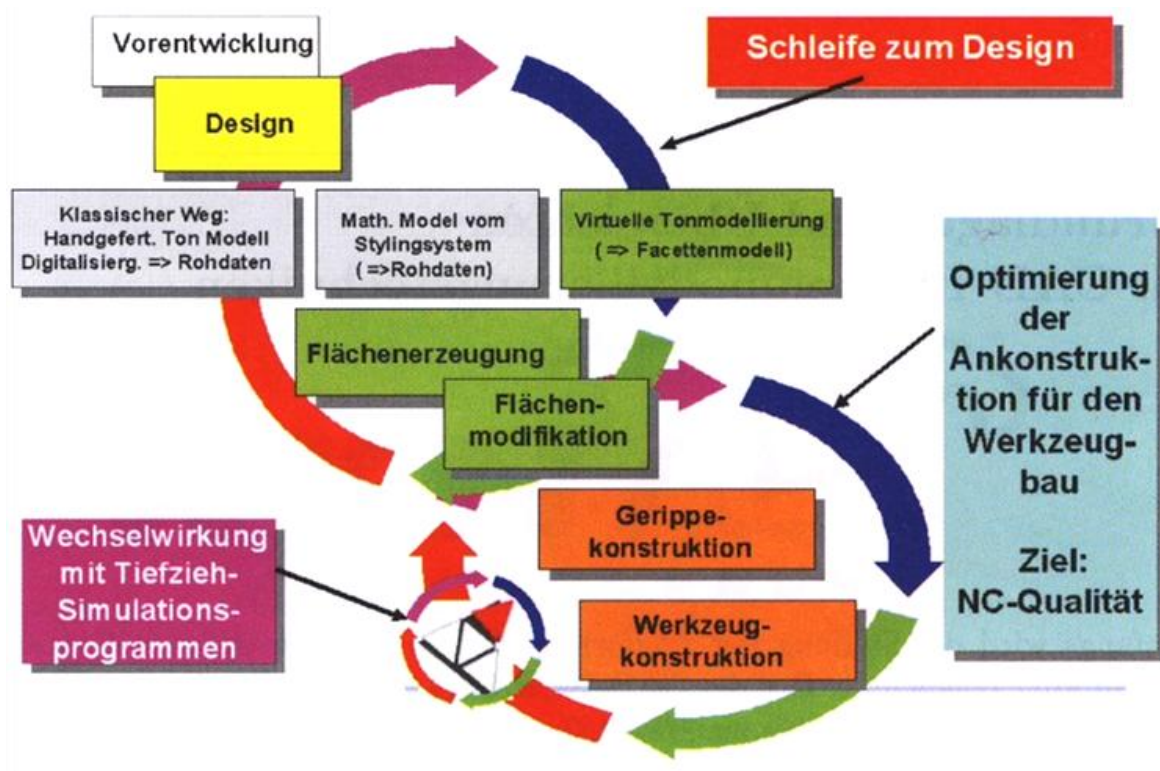 Vorentwicklung
Design
Schleife zum Design
Klassischer Weg:
Handgefert. Ton Modell
Digitalisierg. => Rohdaten
Math. Model vom
Stylingsystem
( =>Rohdaten)
Virtuelle Tonmodellierung
( => Facettenmodell)
Optimierung
der
Ankonstruk-
tion für den
Werkzeug-
bau
Ziel:
NC-Qualität
Flächenerzeugung
Flächen-
modifikation
Gerippe-
konstruktion
Werkzeug-
konstruktion
Wechselwirkung
mit Tiefzieh-
Simulations-
programmen